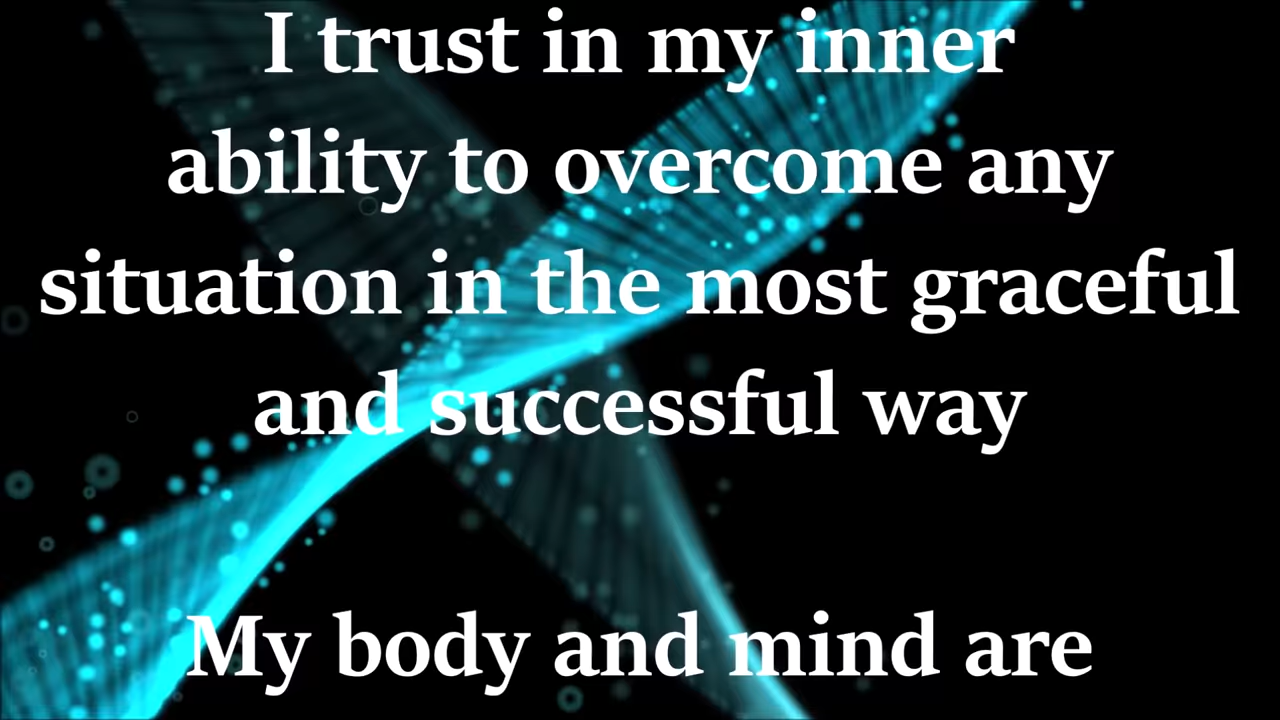 I trust in my inner
ability to overcome any
situation in the most graceful
and successful way
My body and mind are